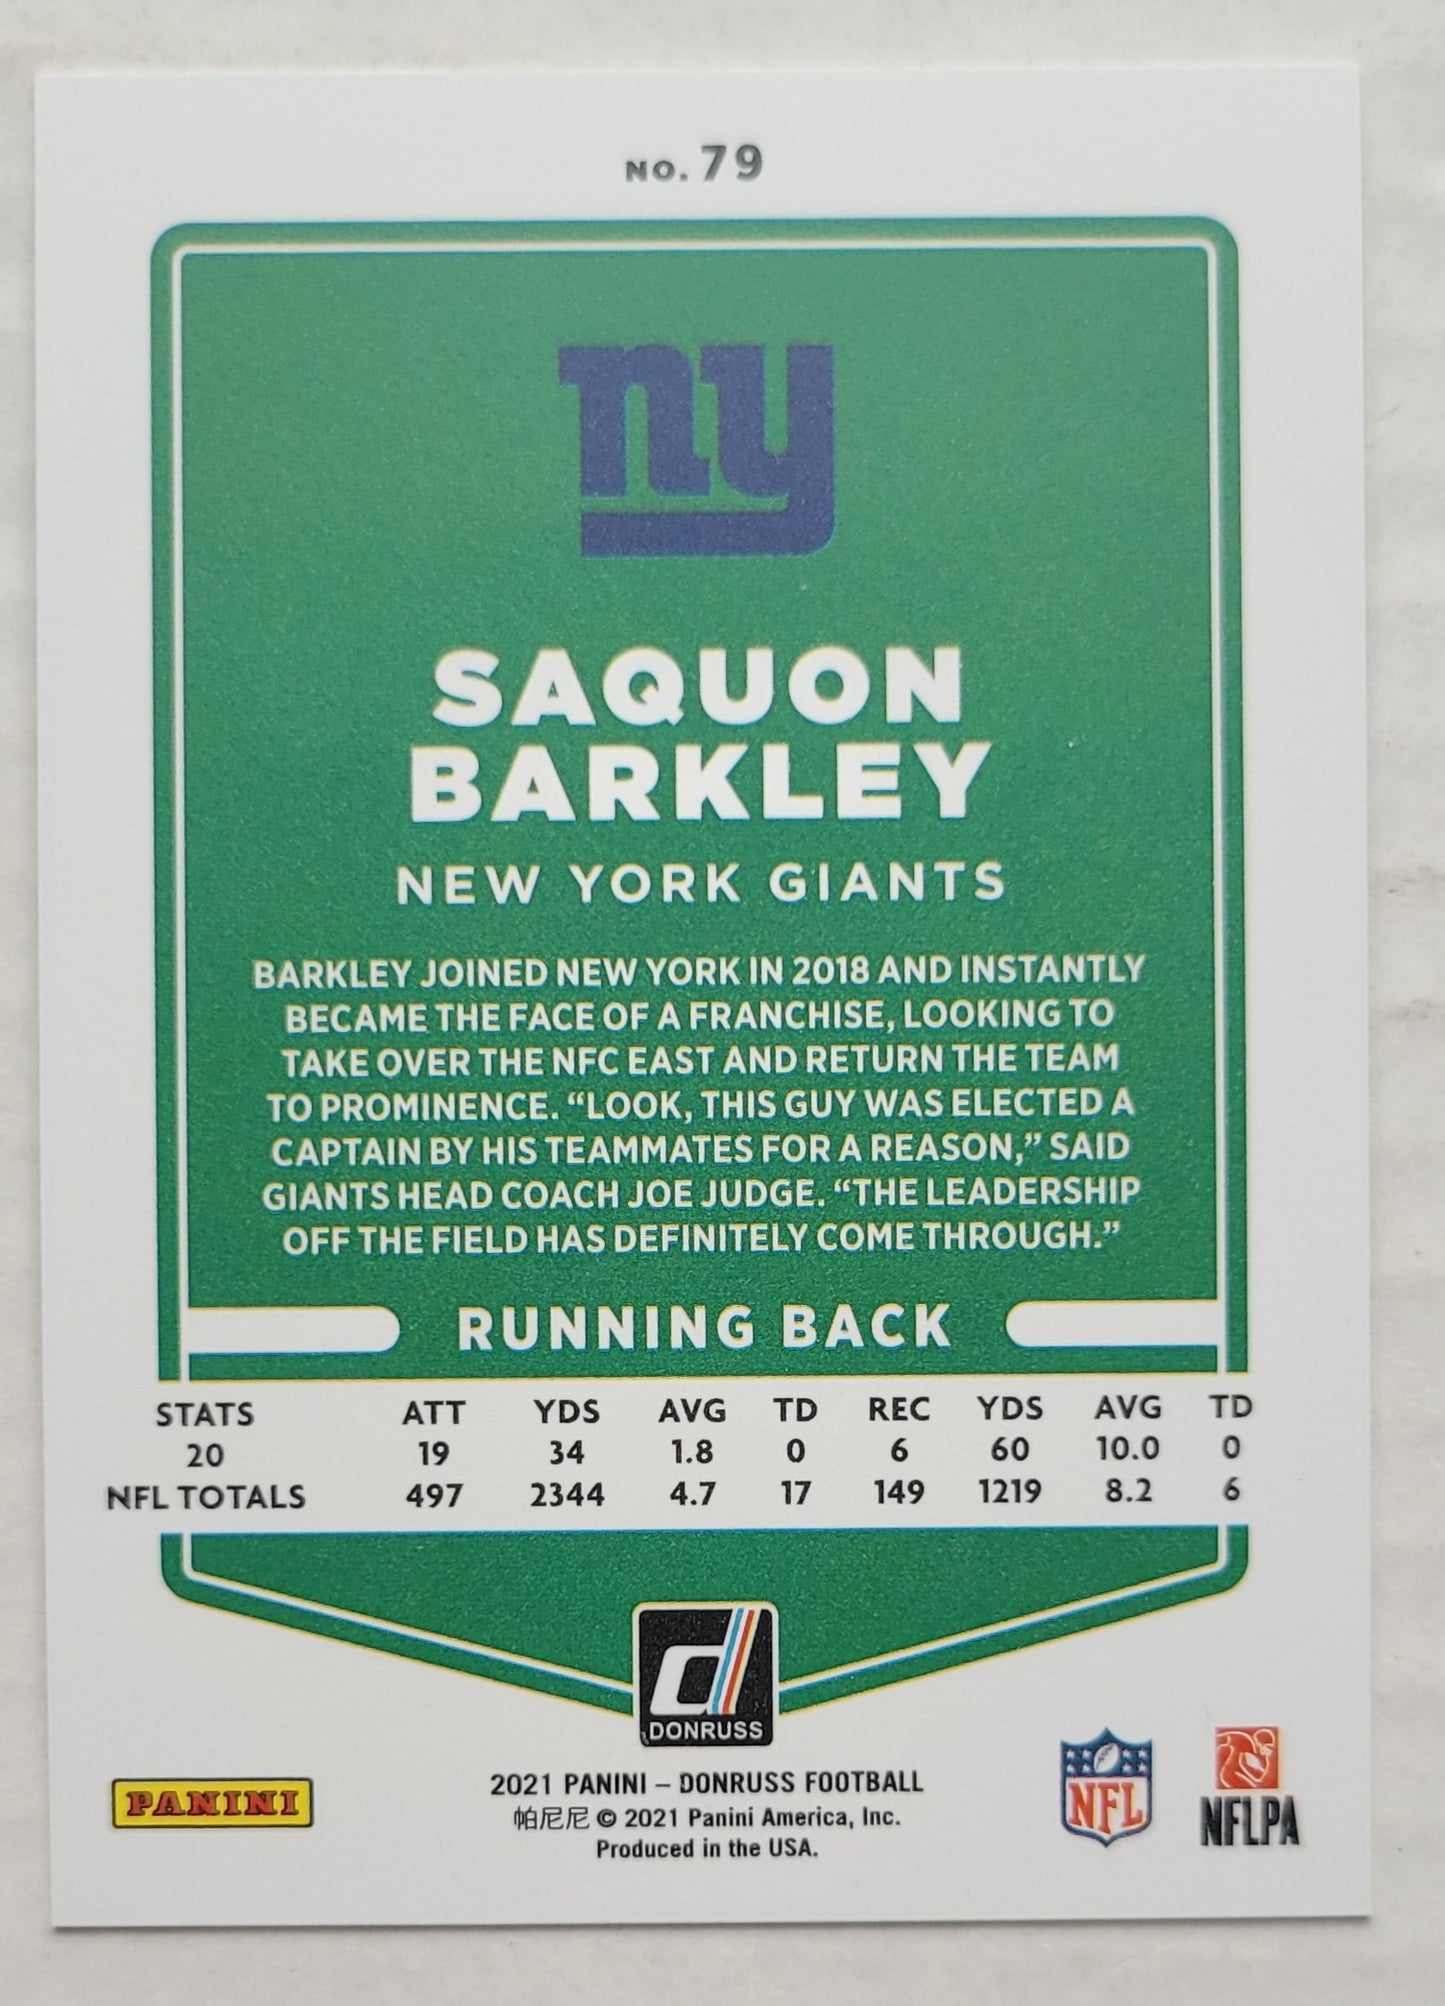 NO. 79
ny
SAQUON
BARKLEY
NEW YORK GIANTS
BARKLEY JOINED NEW YORK IN 2018 AND INSTANTLY
BECAME THE FACE OF A FRANCHISE, LOOKING TO
TAKE OVER THE NFC EAST AND RETURN THE TEAM
TO PROMINENCE. “LOOK, THIS GUY WAS ELECTED A
CAPTAIN BY HIS TEAMMATES FOR A REASON,” SAID
GIANTS HEAD COACH JOE JUDGE. “THE LEADERSHIP
OFF THE FIELD HAS DEFINITELY COME THROUGH.”
RUNNING BACK
STATS ATT YDS AVG TD REC YDS AVG TD
20 19 34 1.8 0 6 60 10.0 0
NFL TOTALS 497 2344 4.7 17 149 1219 8.2 6
d
DONRUSS
PANINI
2021 PANINI – DONRUSS FOOTBALL
帕尼尼 © 2021 Panini America, Inc.
Produced in the USA.
NFL
NFLPA